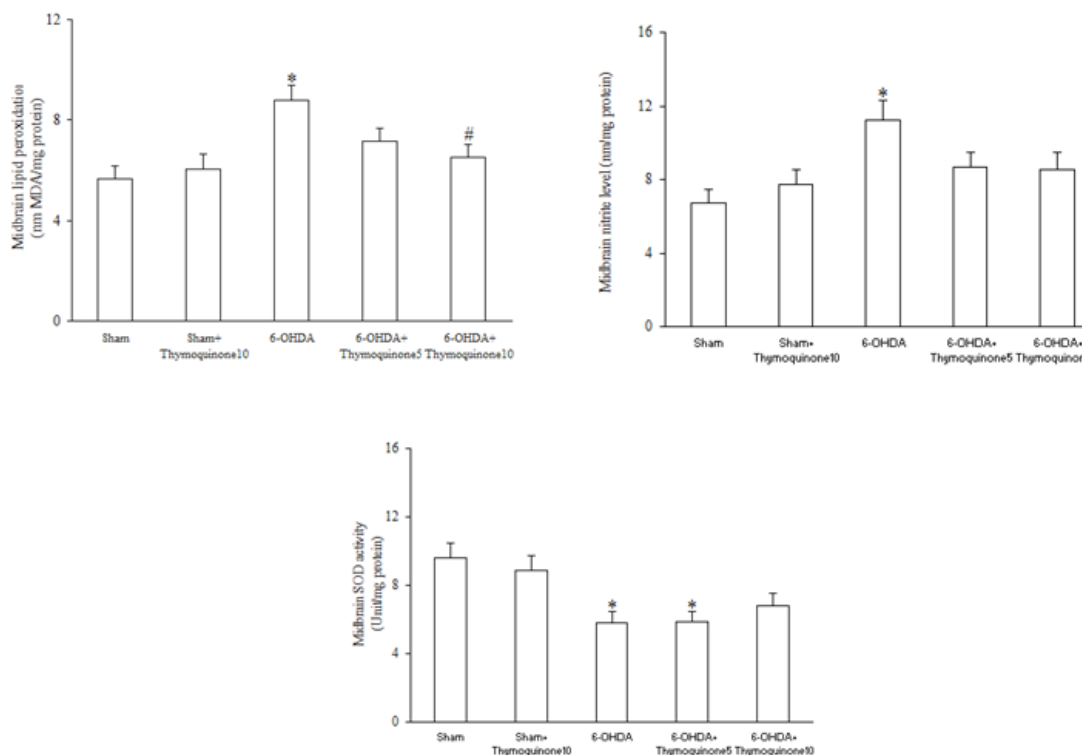 12
8
4
0
Midbrain lipid peroxidation
(nm MDA/mg protein)
*
#
Sham
Sham+
Thymoquinone10
6-OHDA
6-OHDA+
Thymoquinone5
6-OHDA+
Thymoquinone10
16
12
8
4
0
Midbrain nitrite level (nm/mg protein)
*
Sham
Sham+
Thymoquinone10
6-OHDA
6-OHDA+
Thymoquinone5
6-OHDA+
16
12
8
4
0
Midbrain SOD activity
(Unit/mg protein)
*
*
Sham
Sham+
Thymoquinone10
6-OHDA
6-OHDA+
Thymoquinone5
6-OHDA+
Thymoquinone10